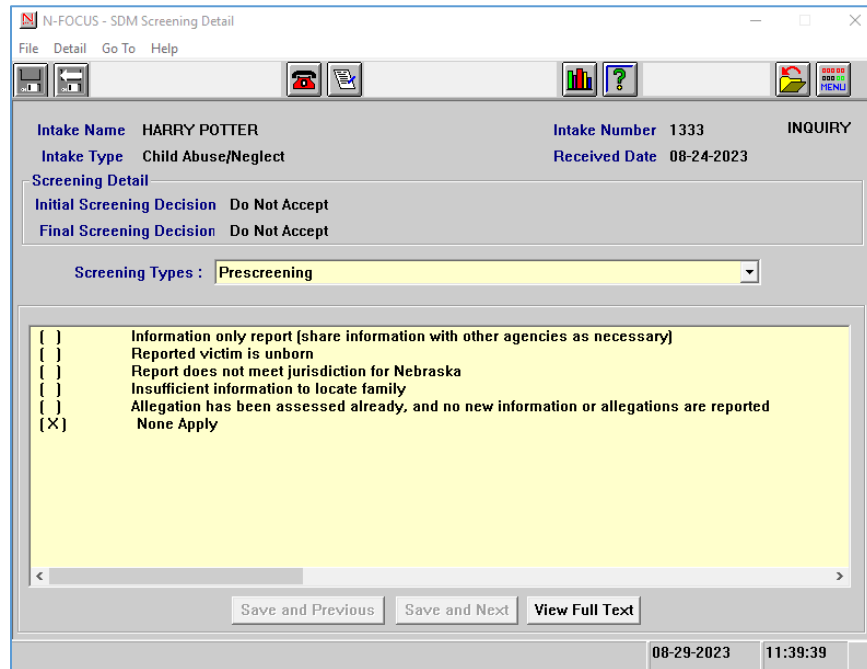 N-FOCUS - SDM Screening Detail
File Detail Go To Help
MENU
Intake Name HARRY POTTER Intake Number 1333 INQUIRY
Intake Type Child Abuse/Neglect Received Date 08-24-2023
Screening Detail
Initial Screening Decision Do Not Accept
Final Screening Decision Do Not Accept
Screening Types : Prescreening
[ ] Information only report (share information with other agencies as necessary)
[ ] Reported victim is unborn
[ ] Report does not meet jurisdiction for Nebraska
[ ] Insufficient information to locate family
[ ] Allegation has been assessed already, and no new information or allegations are reported
[X] None Apply
Save and Previous Save and Next View Full Text
08-29-2023 11:39:39